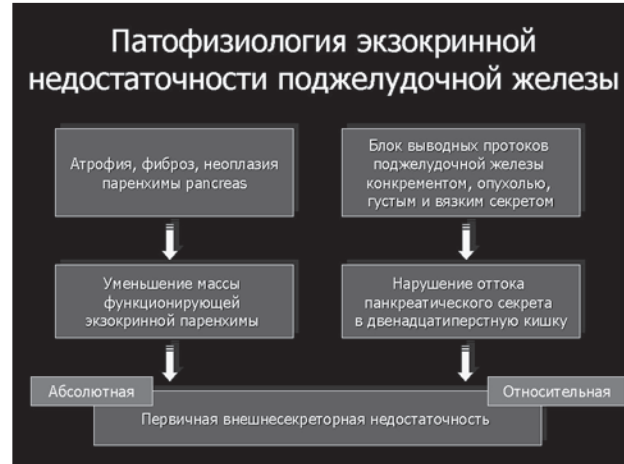 Патофизиология экзокринной
недостаточности поджелудочной железы
Атрофия, фиброз, неоплазия
паренхимы pancreas
Блок выводных протоков
поджелудочной железы
конкрементом, опухолью,
густым и вязким секретом
Уменьшение массы
функционирующей
экзокринной паренхимы
Нарушение оттока
панкреатического секрета
в двенадцатиперстную кишку
Абсолютная
Относительная
Первичная внешнесекреторная недостаточность